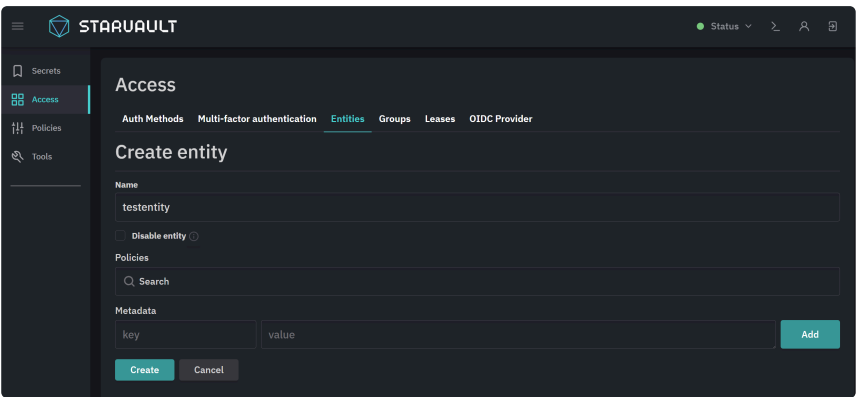 STARVAULT
Status
Secrets
Access
Policies
Tools
Access
Auth Methods Multi-factor authentication Entities Groups Leases OIDC Provider
Create entity
Name
testentity
Disable entity
Policies
Search
Metadata
key value Add
Create Cancel